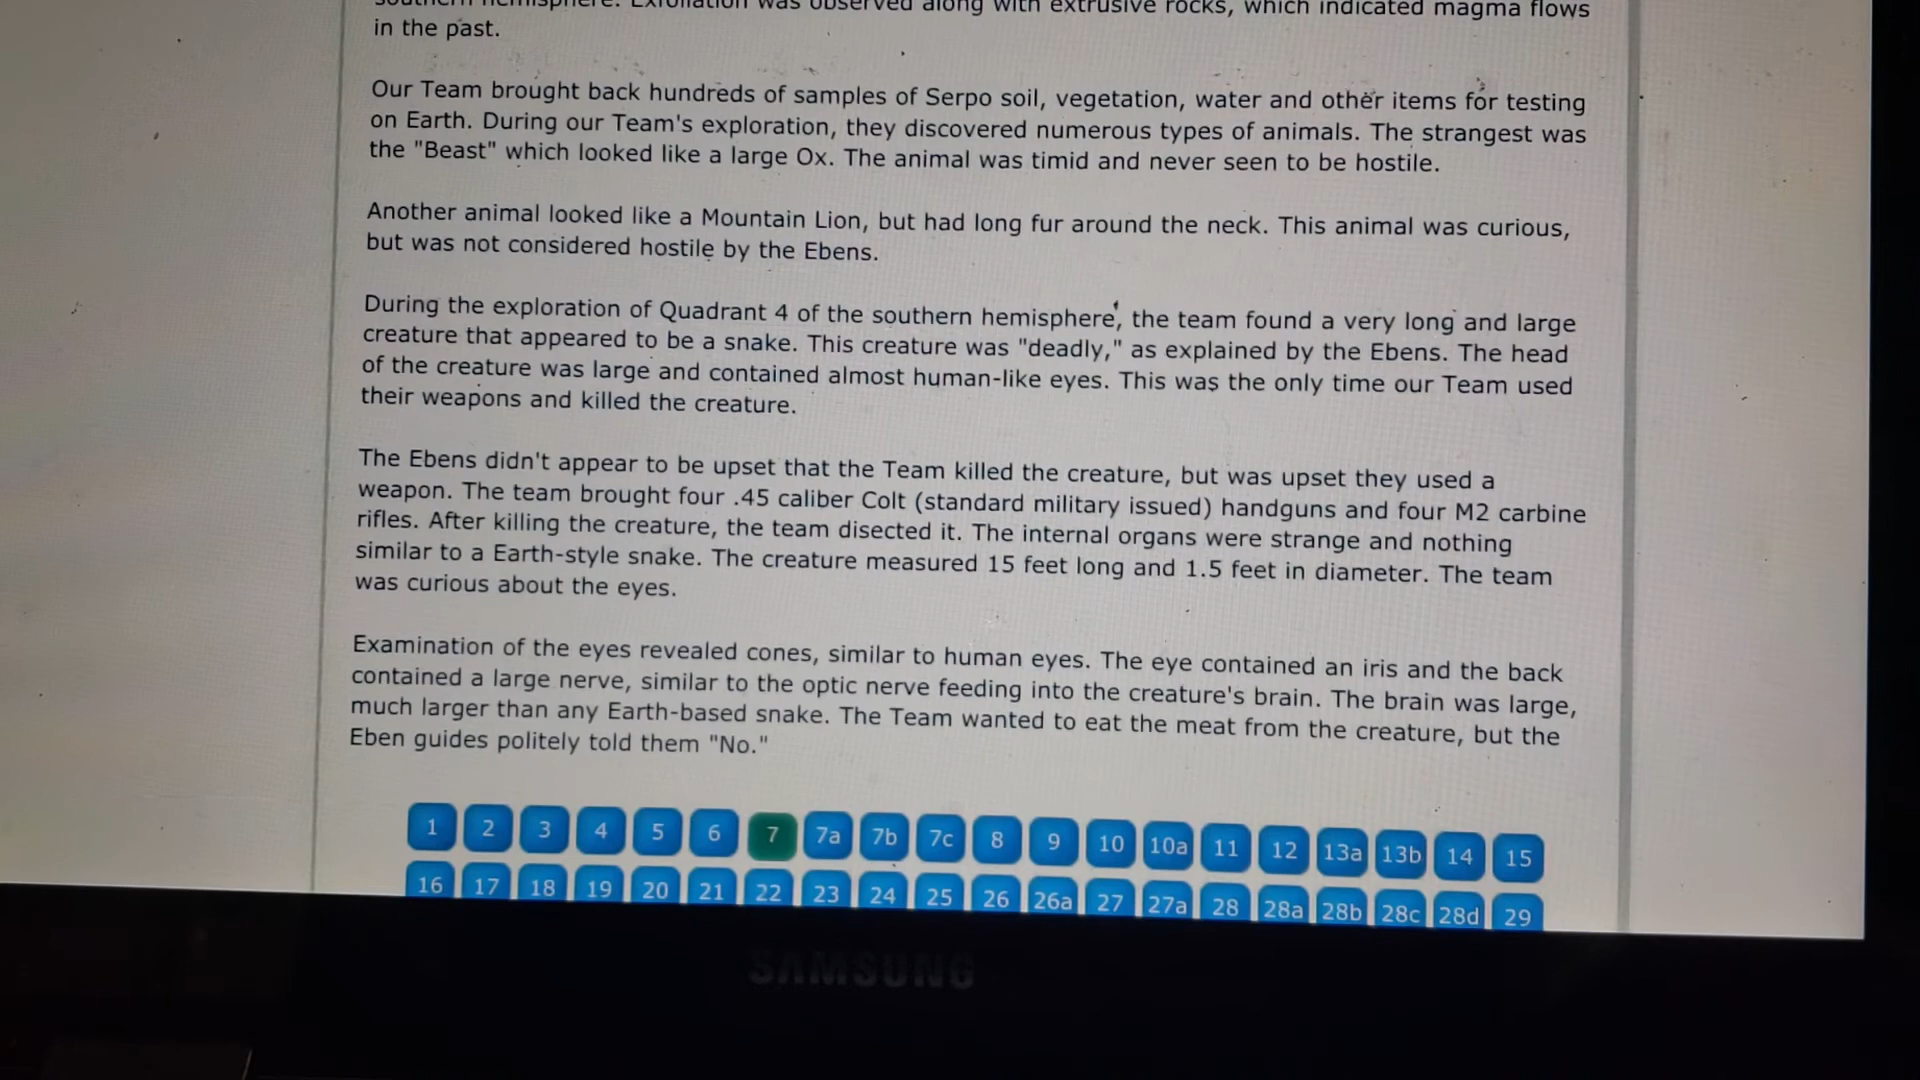 southern hemisphere. Exfoliation was observed along with extrusive rocks, which indicated magma flows
in the past.
Our Team brought back hundreds of samples of Serpo soil, vegetation, water and other items for testing
on Earth. During our Team's exploration, they discovered numerous types of animals. The strangest was
the "Beast" which looked like a large Ox. The animal was timid and never seen to be hostile.
Another animal looked like a Mountain Lion, but had long fur around the neck. This animal was curious,
but was not considered hostile by the Ebens.
During the exploration of Quadrant 4 of the southern hemisphere, the team found a very long and large
creature that appeared to be a snake. This creature was "deadly," as explained by the Ebens. The head
of the creature was large and contained almost human-like eyes. This was the only time our Team used
their weapons and killed the creature.
The Ebens didn't appear to be upset that the Team killed the creature, but was upset they used a
weapon. The team brought four .45 caliber Colt (standard military issued) handguns and four M2 carbine
rifles. After killing the creature, the team disected it. The internal organs were strange and nothing
similar to a Earth-style snake. The creature measured 15 feet long and 1.5 feet in diameter. The team
was curious about the eyes.
Examination of the eyes revealed cones, similar to human eyes. The eye contained an iris and the back
contained a large nerve, similar to the optic nerve feeding into the creature's brain. The brain was large,
much larger than any Earth-based snake. The Team wanted to eat the meat from the creature, but the
Eben guides politely told them "No."
1 2 3 4 5 6 7 7a 7b 7c 8 9 10 10a 11 12 13a 13b 14 15
16 17 18 19 20 21 22 23 24 25 26 26a 27 27a 28 28a 28b 28c 28d 29
SAMSUNG